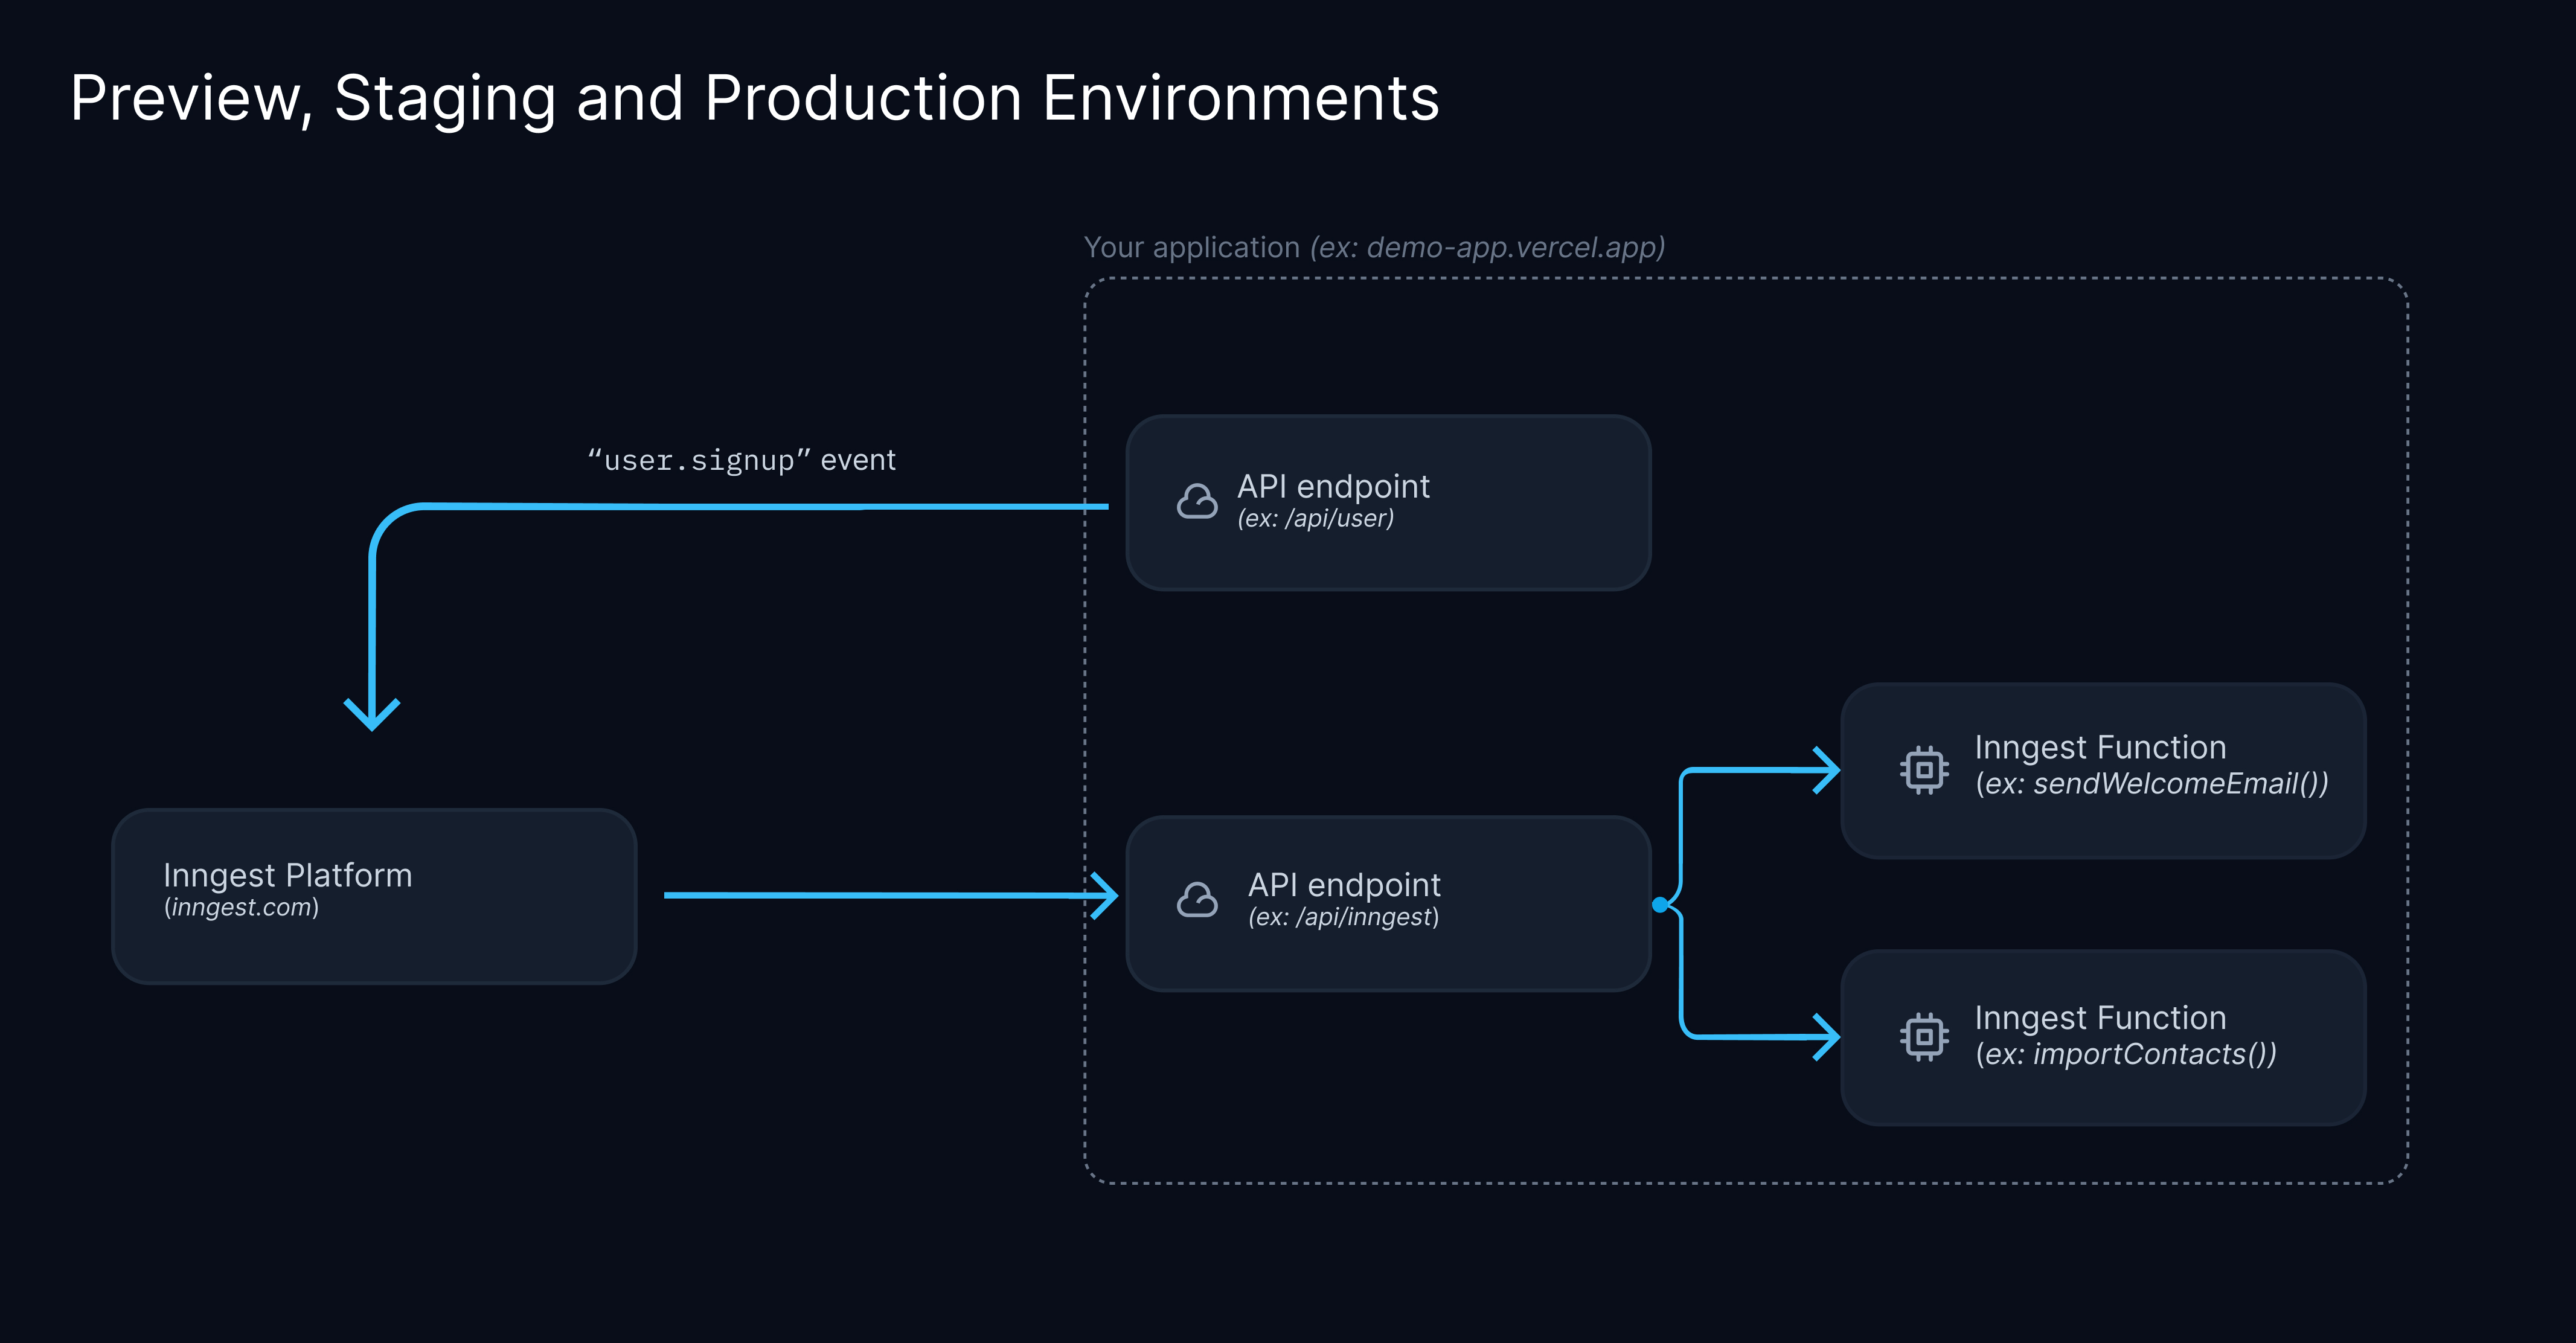 Preview, Staging and Production Environments
Your application (ex: demo-app.vercel.app)
“user.signup” event
API endpoint
(ex: /api/user)
Inngest Platform
(inngest.com)
API endpoint
(ex: /api/inngest)
Inngest Function
(ex: sendWelcomeEmail())
Inngest Function
(ex: importContacts())